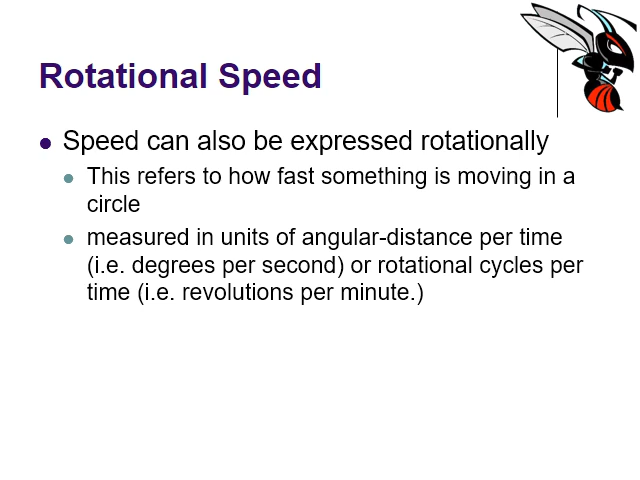 Rotational Speed
Speed can also be expressed rotationally
This refers to how fast something is moving in a
circle
measured in units of angular-distance per time
(i.e. degrees per second) or rotational cycles per
time (i.e. revolutions per minute.)